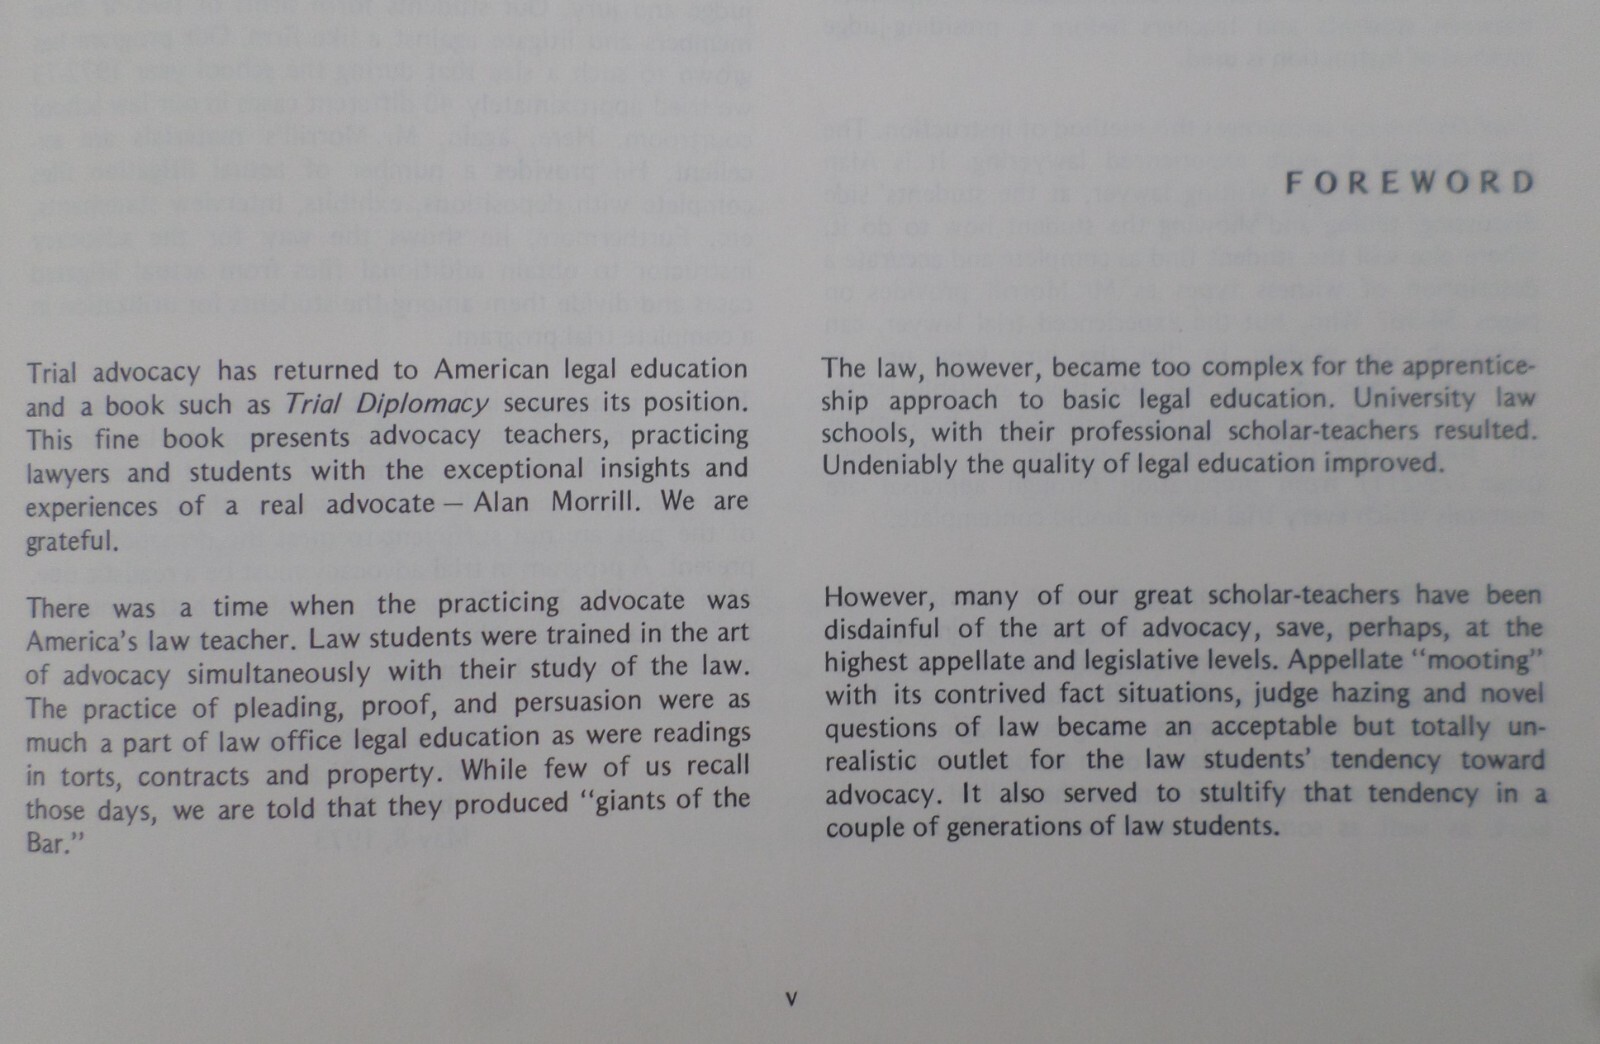 FOREWORD
Trial advocacy has returned to American legal education
and a book such as Trial Diplomacy secures its position.
This fine book presents advocacy teachers, practicing
lawyers and students with the exceptional insights and
experiences of a real advocate — Alan Morrill. We are
grateful.
There was a time when the practicing advocate was
America's law teacher. Law students were trained in the art
of advocacy simultaneously with their study of the law.
The practice of pleading, proof, and persuasion were as
much a part of law office legal education as were readings
in torts, contracts and property. While few of us recall
those days, we are told that they produced "giants of the
Bar."
The law, however, became too complex for the apprentice-
ship approach to basic legal education. University law
schools, with their professional scholar-teachers resulted.
Undeniably the quality of legal education improved.
However, many of our great scholar-teachers have been
disdainful of the art of advocacy, save, perhaps, at the
highest appellate and legislative levels. Appellate "mooting"
with its contrived fact situations, judge hazing and novel
questions of law became an acceptable but totally un-
realistic outlet for the law students' tendency toward
advocacy. It also served to stultify that tendency in a
couple of generations of law students.
v